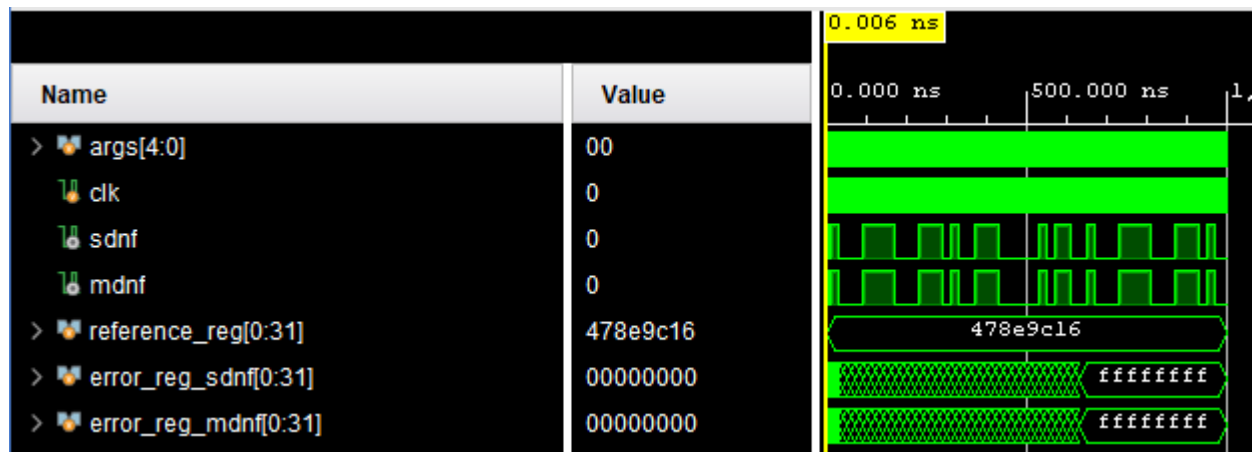 0.006 ns
Name Value 0.000 ns 500.000 ns 1,
args[4:0] 00
clk 0
sdnf 0
mdnf 0
reference_reg[0:31] 478e9c16 478e9c16
error_reg_sdnf[0:31] 00000000 ffffffff
error_reg_mdnf[0:31] 00000000 ffffffff